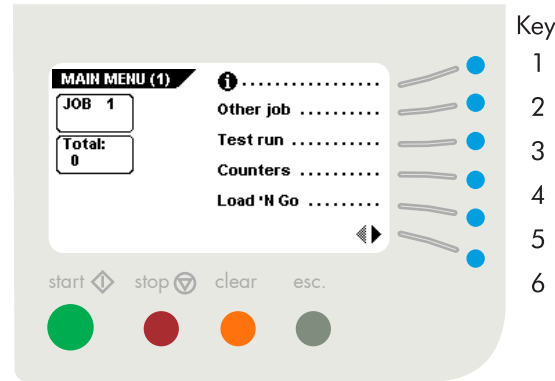 Key
MAIN MENU (1)
JOB 1
Total:
0
i ................
Other job ..........
Test run ............
Counters ..........
Load 'N Go .........
1
2
3
4
5
6
start stop clear esc.